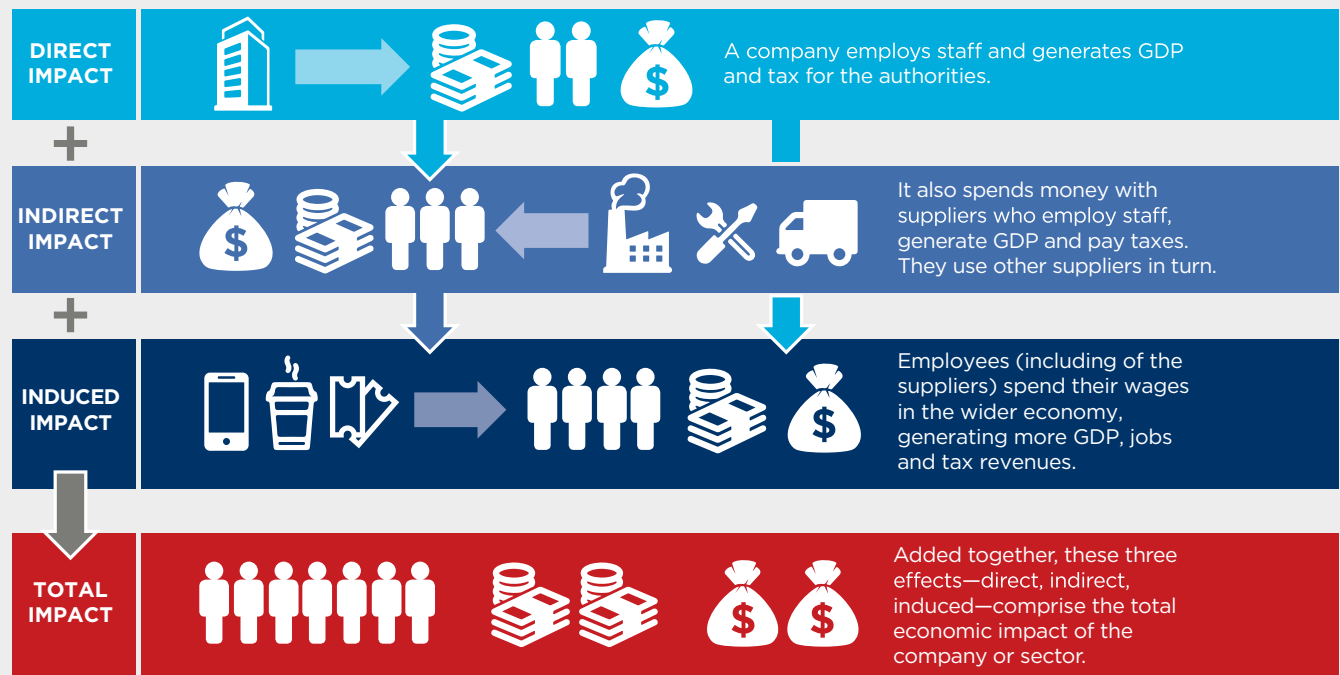 DIRECT
IMPACT
$
A company employs staff and generates GDP
and tax for the authorities.
+
INDIRECT
IMPACT
$
It also spends money with
suppliers who employ staff,
generate GDP and pay taxes.
They use other suppliers in turn.
+
INDUCED
IMPACT
$
Employees (including of the
suppliers) spend their wages
in the wider economy,
generating more GDP, jobs
and tax revenues.
TOTAL
IMPACT
$ $
Added together, these three
effects—direct, indirect,
induced—comprise the total
economic impact of the
company or sector.